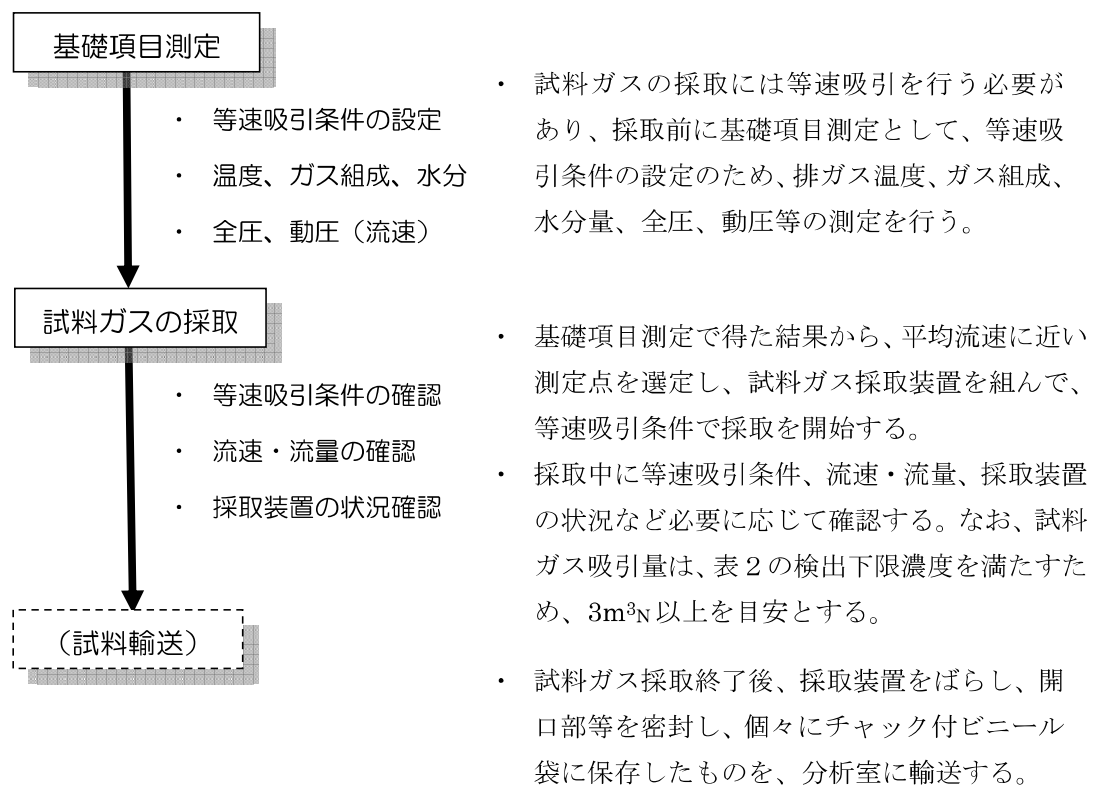 基礎項目測定
・ 等速吸引条件の設定
・ 温度、ガス組成、水分
・ 全圧、動圧（流速）
・ 試料ガスの採取には等速吸引を行う必要が
あり、採取前に基礎項目測定として、等速吸
引条件の設定のため、排ガス温度、ガス組成、
水分量、全圧、動圧等の測定を行う。
試料ガスの採取
・ 等速吸引条件の確認
・ 流速・流量の確認
・ 採取装置の状況確認
・ 基礎項目測定で得た結果から、平均流速に近い
測定点を選定し、試料ガス採取装置を組んで、
等速吸引条件で採取を開始する。
・ 採取中に等速吸引条件、流速・流量、採取装置
の状況など必要に応じて確認する。なお、試料
ガス吸引量は、表２の検出下限濃度を満たすた
め、3m³N以上を目安とする。
（試料輸送）
・ 試料ガス採取終了後、採取装置をばらし、開
口部等を密封し、個々にチャック付ビニール
袋に保存したものを、分析室に輸送する。